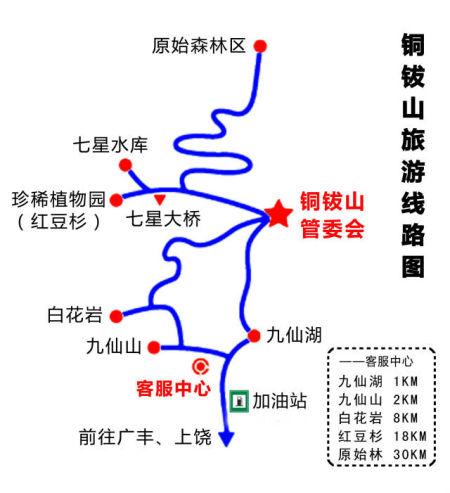 铜钹山旅游线路图
原始森林区
七星水库
珍稀植物园
（红豆杉）
七星大桥
铜钹山
管委会
白花岩
九仙山
九仙湖
客服中心
加油站
前往广丰、上饶
——客服中心
九仙湖 1KM
九仙山 2KM
白花岩 8KM
红豆杉 18KM
原始林 30KM